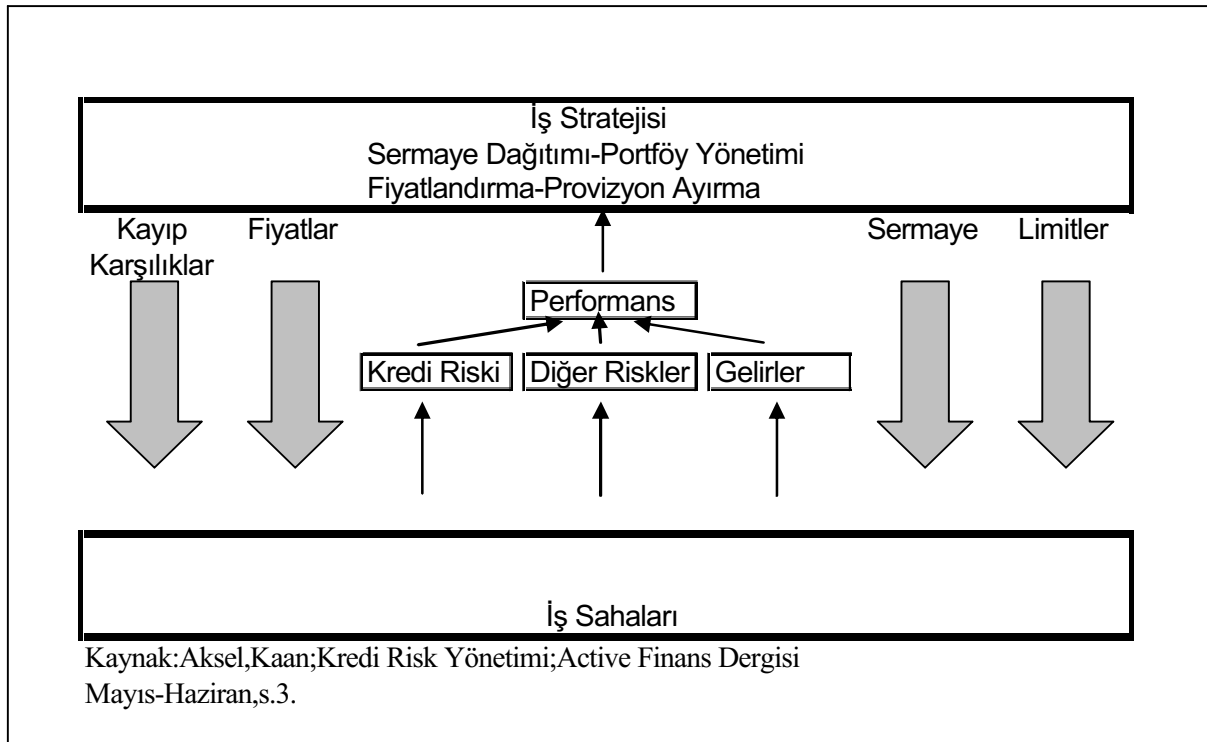 İş Stratejisi
Sermaye Dağıtımı-Portföy Yönetimi
Fiyatlandırma-Provizyon Ayırma
Kayıp
Karşılıklar
Fiyatlar
Sermaye
Limitler
Performans
Kredi Riski
Diğer Riskler
Gelirler
İş Sahaları
Kaynak:Aksel,Kaan;Kredi Risk Yönetimi;Active Finans Dergisi
Mayıs-Haziran,s.3.